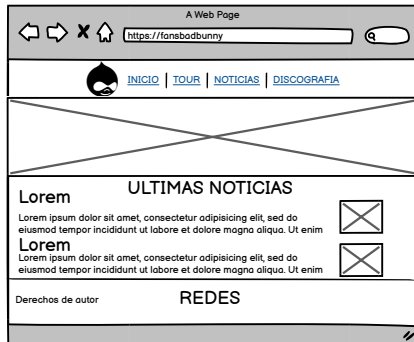 A Web Page
https://fansbadbunny
INICIO | TOUR | NOTICIAS | DISCOGRAFIA
ULTIMAS NOTICIAS
Lorem
Lorem ipsum dolor sit amet, consectetur adipisicing elit, sed do
eiusmod tempor incididunt ut labore et dolore magna aliqua. Ut enim
Lorem
Lorem ipsum dolor sit amet, consectetur adipisicing elit, sed do
eiusmod tempor incididunt ut labore et dolore magna aliqua. Ut enim
Derechos de autor
REDES